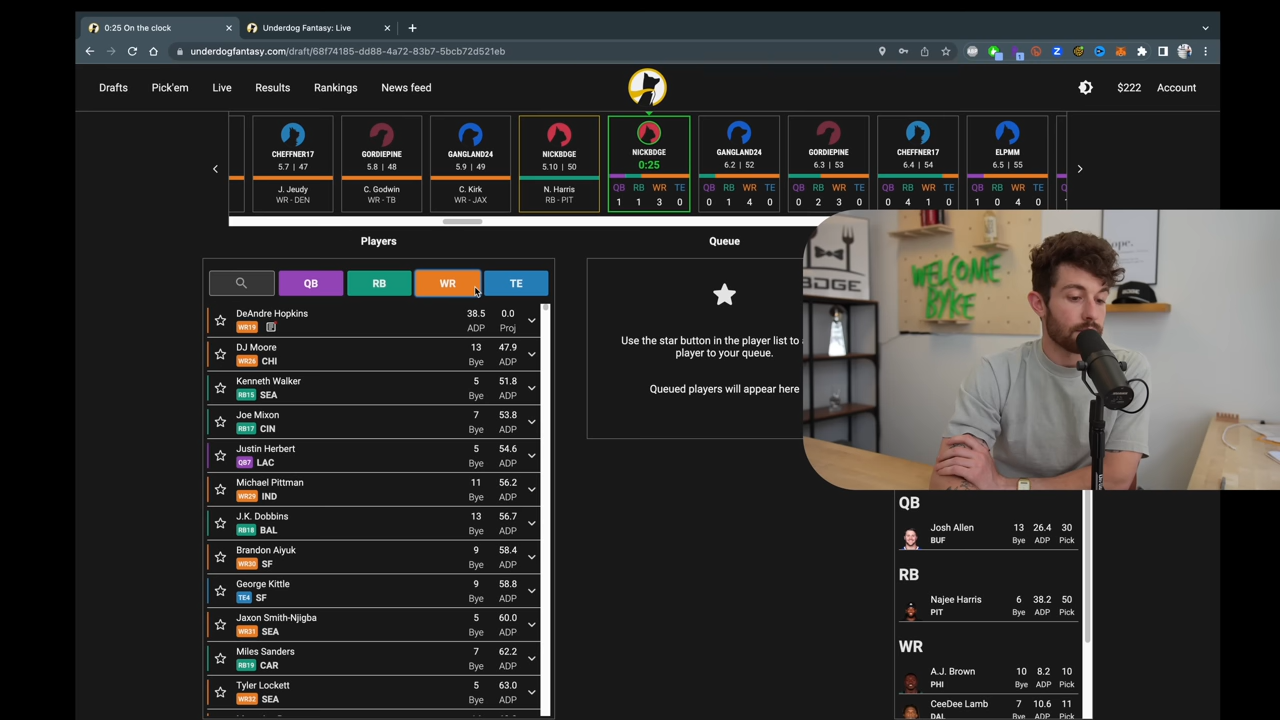 0:25 On the clock
Underdog Fantasy: Live
underdogfantasy.com/draft/68f74185-dd88-4a72-83b7-5bcb72d521eb
Drafts Pick'em Live Results Rankings News feed $222 Account
CHEFFNER17
5.7 | 47
J. Jeudy
WR - DEN
GORDIEPINE
5.8 | 48
C. Godwin
WR - TB
GANGLAND24
5.9 | 49
C. Kirk
WR - JAX
NICKBDGE
5.10 | 50
N. Harris
RB - PIT
NICKBDGE
0:25
QB RB WR TE
1 1 3 0
GANGLAND24
6.2 | 52
QB RB WR TE
0 1 4 0
GORDIEPINE
6.3 | 53
QB RB WR TE
0 2 3 0
CHEFFNER17
6.4 | 54
QB RB WR TE
0 4 1 0
ELPMM
6.5 | 55
QB RB WR TE
1 0 4 0
Players
QB RB WR TE
DeAndre Hopkins 38.5 0.0
WR19 ADP Proj
DJ Moore 13 47.9
WR26 CHI Bye ADP
Kenneth Walker 5 51.8
RB15 SEA Bye ADP
Joe Mixon 7 53.8
RB17 CIN Bye ADP
Justin Herbert 5 54.6
QB7 LAC Bye ADP
Michael Pittman 11 56.2
WR29 IND Bye ADP
J.K. Dobbins 13 56.7
RB18 BAL Bye ADP
Brandon Aiyuk 9 58.4
WR30 SF Bye ADP
George Kittle 9 58.8
TE4 SF Bye ADP
Jaxon Smith-Njigba 5 60.0
WR31 SEA Bye ADP
Miles Sanders 7 62.2
RB19 CAR Bye ADP
Tyler Lockett 5 63.0
WR32 SEA Bye ADP
Queue
Use the star button in the player list to
player to your queue.
Queued players will appear here
BDGE
WELCOME
BYKE
QB
Josh Allen 13 26.4 30
BUF Bye ADP Pick
RB
Najee Harris 6 38.2 50
PIT Bye ADP Pick
WR
A.J. Brown 10 8.2 10
PHI Bye ADP Pick
CeeDee Lamb 7 10.6 11
DAL Bye ADP Pick